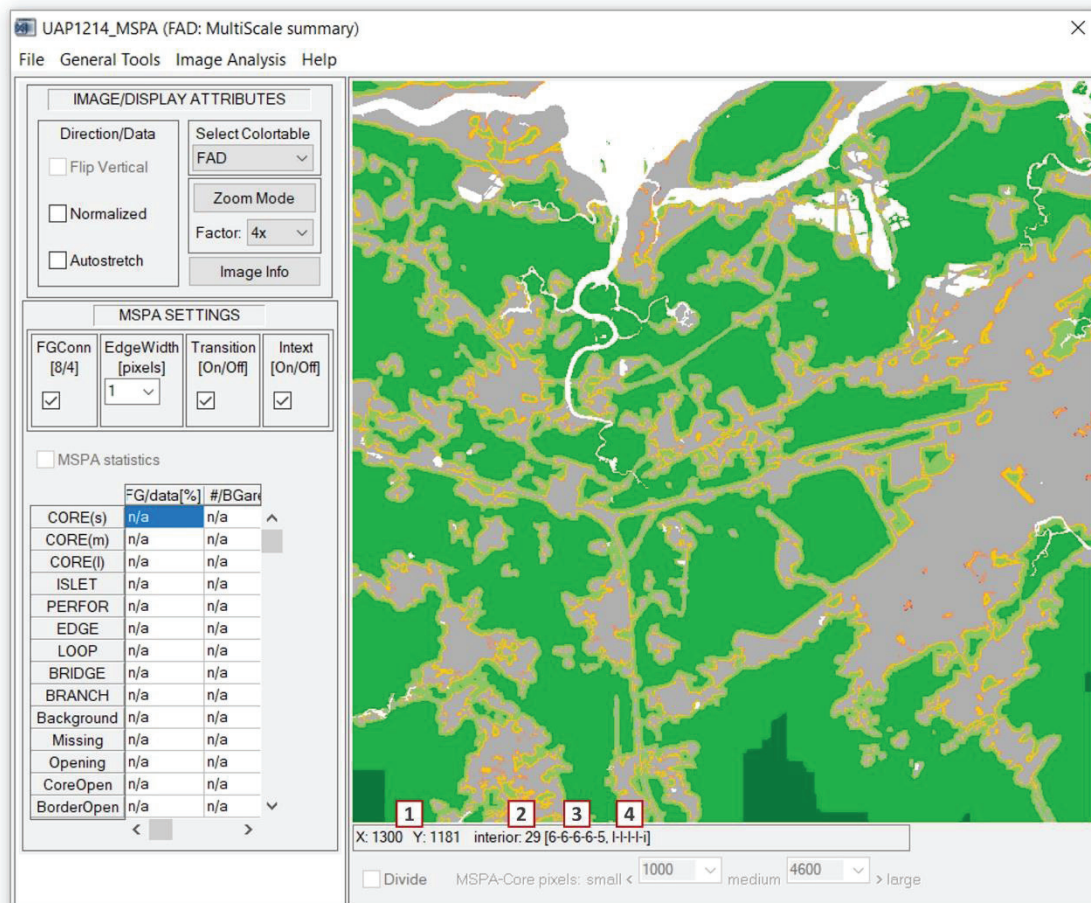 UAP1214_MSPA (FAD: MultiScale summary)
File General Tools Image Analysis Help
IMAGE/DISPLAY ATTRIBUTES
Direction/Data
Flip Vertical
Normalized
Autostretch
Select Colortable
FAD
Zoom Mode
Factor: 4x
Image Info
MSPA SETTINGS
FGConn
[8/4]
EdgeWidth
[pixels]
1
Transition
[On/Off]
Intext
[On/Off]
MSPA statistics
FG/data[%] #/BGare
CORE(s) n/a n/a
CORE(m) n/a n/a
CORE(l) n/a n/a
ISLET n/a n/a
PERFOR n/a n/a
EDGE n/a n/a
LOOP n/a n/a
BRIDGE n/a n/a
BRANCH n/a n/a
Background n/a n/a
Missing n/a n/a
Opening n/a n/a
CoreOpen n/a n/a
BorderOpen n/a n/a
1 2 3 4
X: 1300 Y: 1181 interior: 29 [6-6-6-6-5, I-I-I-I-i]
Divide MSPA-Core pixels: small < 1000 medium 4600 > large